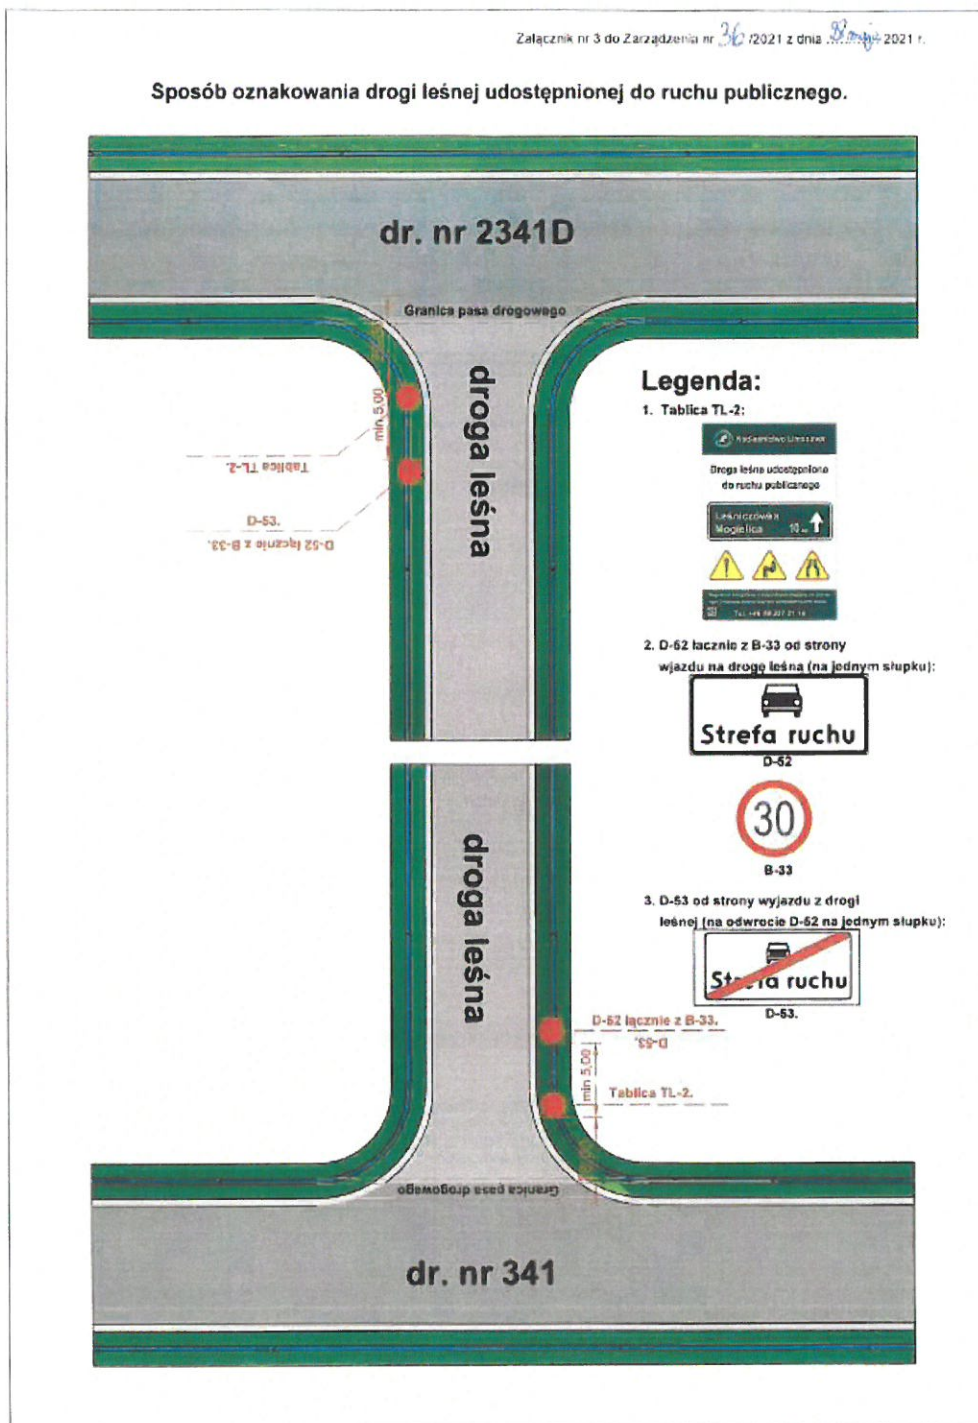 Załącznik nr 3 do Zarządzenia nr 36 /2021 z dnia 2021 r.
Sposób oznakowania drogi leśnej udostępnionej do ruchu publicznego.
dr. nr 2341D
Granica pasa drogowego
droga leśna
min 5,00
Tablica TL-2.
D-53.
D-52 łącznie z B-33.
Legenda:
1. Tablica TL-2:
Nadleśnictwo
Droga leśna udostępniona
do ruchu publicznego
Leśniczówka
Mogielica 10
2. D-52 łącznie z B-33 od strony
wjazdu na drogę leśną (na jednym słupku):
Strefa ruchu
D-52
30
B-33
3. D-53 od strony wyjazdu z drogi
leśnej (na odwrocie D-52 na jednym słupku):
Strefa ruchu
D-53.
droga leśna
D-52 łącznie z B-33.
D-53.
min 5,00
Tablica TL-2.
Granica pasa drogowego
dr. nr 341